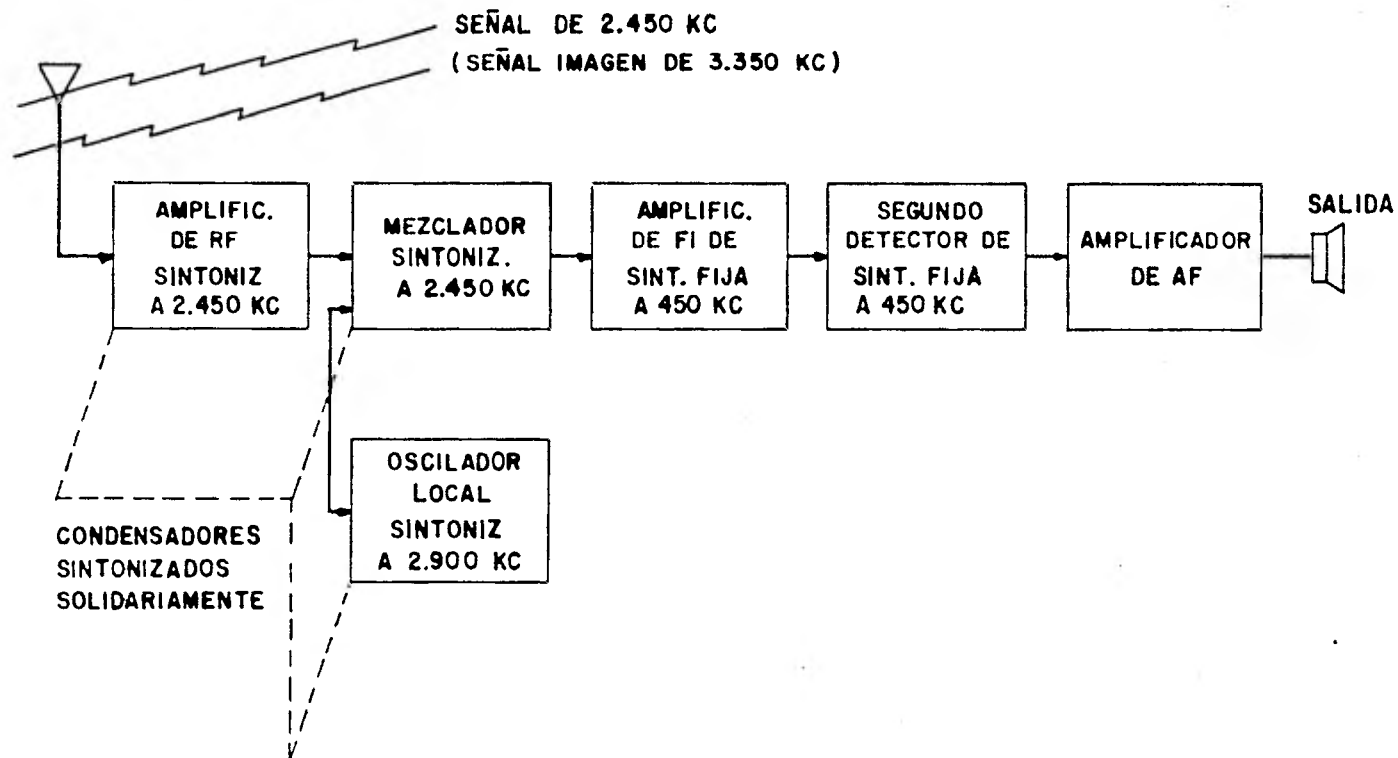 SEÑAL DE 2.450 KC
(SEÑAL IMAGEN DE 3.350 KC)
AMPLIFIC.
DE RF
SINTONIZ
A 2.450 KC
MEZCLADOR
SINTONIZ.
A 2.450 KC
AMPLIFIC.
DE FI DE
SINT. FIJA
A 450 KC
SEGUNDO
DETECTOR DE
SINT. FIJA
A 450 KC
AMPLIFICADOR
DE AF
SALIDA
OSCILADOR
LOCAL
SINTONIZ
A 2.900 KC
CONDENSADORES
SINTONIZADOS
SOLIDARIAMENTE